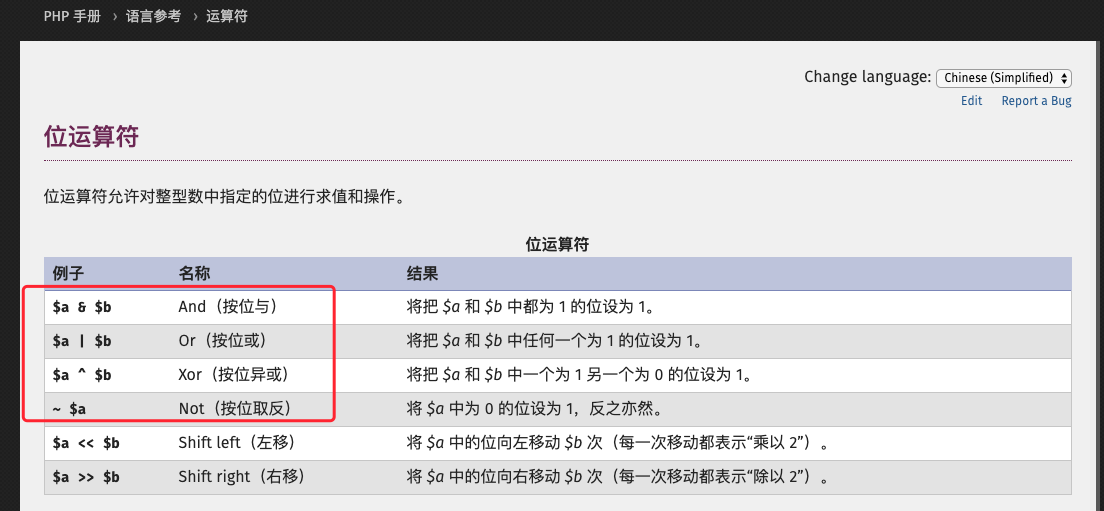 PHP 手册 › 语言参考 › 运算符
Change language: Chinese (Simplified)
Edit Report a Bug
位运算符
位运算符允许对整型数中指定的位进行求值和操作。
位运算符
例子 名称 结果
$a & $b And（按位与） 将把 $a 和 $b 中都为 1 的位设为 1。
$a | $b Or（按位或） 将把 $a 和 $b 中任何一个为 1 的位设为 1。
$a ^ $b Xor（按位异或） 将把 $a 和 $b 中一个为 1 另一个为 0 的位设为 1。
~ $a Not（按位取反） 将 $a 中为 0 的位设为 1，反之亦然。
$a << $b Shift left（左移） 将 $a 中的位向左移动 $b 次（每一次移动都表示“乘以 2”）。
$a >> $b Shift right（右移） 将 $a 中的位向右移动 $b 次（每一次移动都表示“除以 2”）。